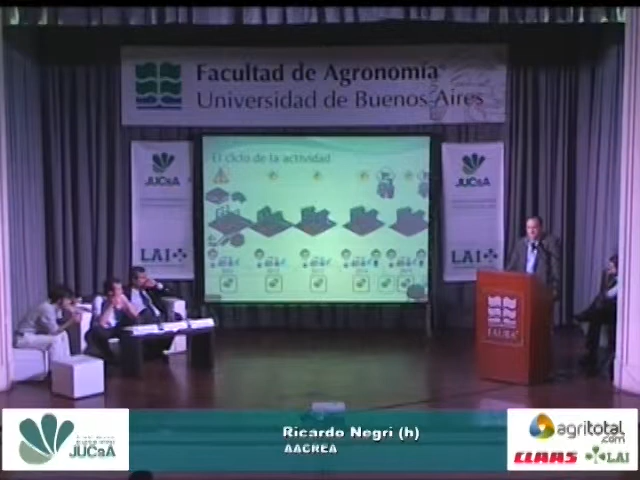 Facultad de Agronomía
Universidad de Buenos Aires
El ciclo de la actividad
JUCaA
LAI
JUCaA
LAI
FAUBA
JUCaA
Ricardo Negri (h)
AACREA
agritotal
.com
CLAAS
LAI